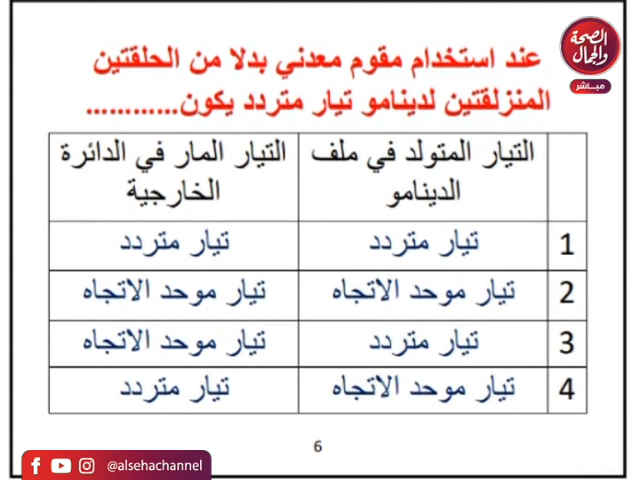 الصحة
والجمال
مباشر
عند استخدام مقوم معدني بدلا من الحلقتين
المنزلقتين لدينامو تيار متردد يكون............
التيار المتولد في ملف الدينامو
التيار المار في الدائرة الخارجية
1 تيار متردد تيار متردد
2 تيار موحد الاتجاه تيار موحد الاتجاه
3 تيار متردد تيار موحد الاتجاه
4 تيار موحد الاتجاه تيار متردد
6
@alsehachannel